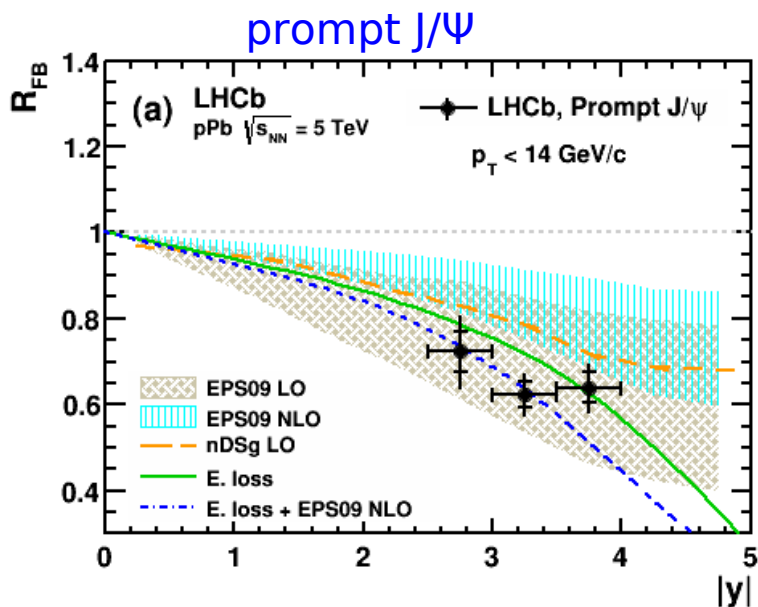 prompt J/Ψ
R_FB
1.4
1.2
1
0.8
0.6
0.4
(a) LHCb
pPb √s_NN = 5 TeV
LHCb, Prompt J/ψ
p_T < 14 GeV/c
EPS09 LO
EPS09 NLO
nDSg LO
E. loss
E. loss + EPS09 NLO
0 1 2 3 4 5
|y|